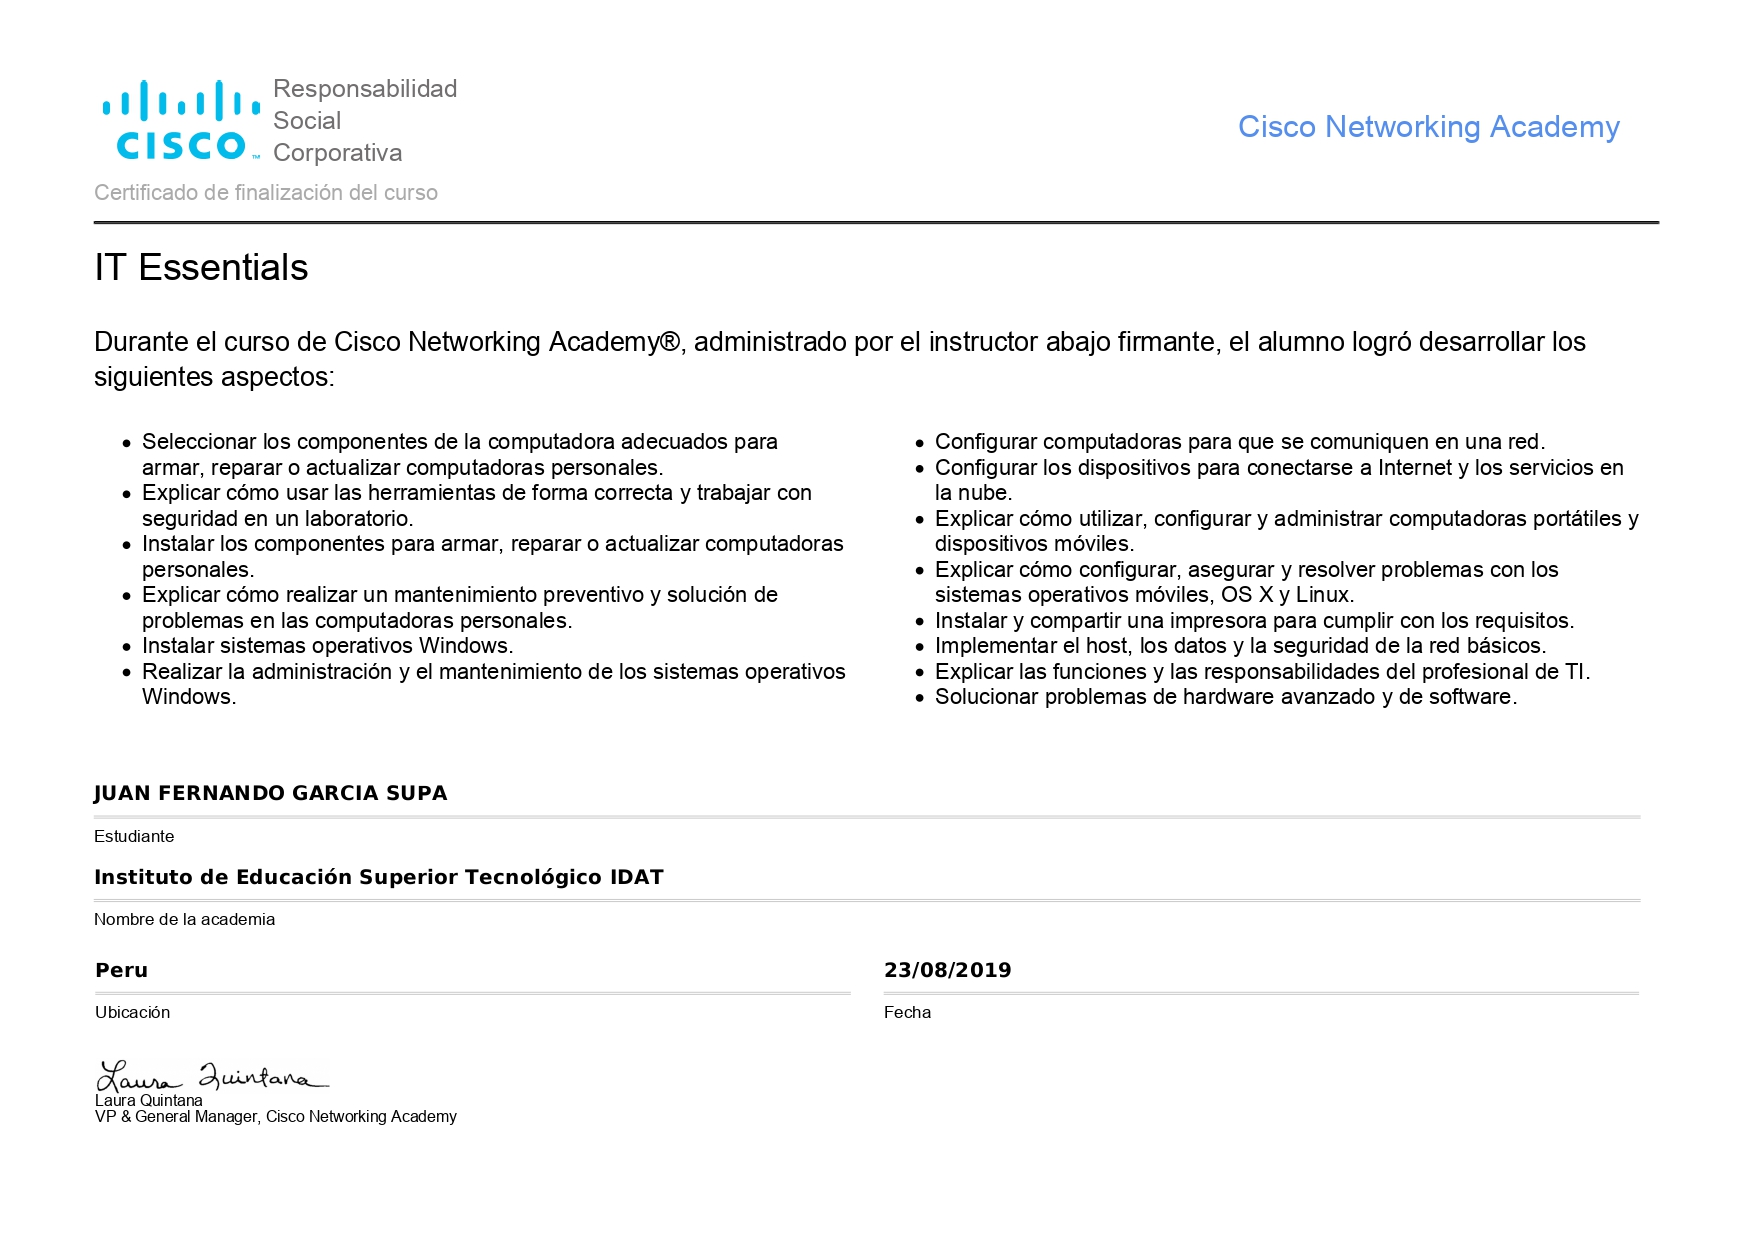 CISCO™
Responsabilidad
Social
Corporativa
Cisco Networking Academy
Certificado de finalización del curso
IT Essentials
Durante el curso de Cisco Networking Academy®, administrado por el instructor abajo firmante, el alumno logró desarrollar los
siguientes aspectos:
• Seleccionar los componentes de la computadora adecuados para
armar, reparar o actualizar computadoras personales.
• Explicar cómo usar las herramientas de forma correcta y trabajar con
seguridad en un laboratorio.
• Instalar los componentes para armar, reparar o actualizar computadoras
personales.
• Explicar cómo realizar un mantenimiento preventivo y solución de
problemas en las computadoras personales.
• Instalar sistemas operativos Windows.
• Realizar la administración y el mantenimiento de los sistemas operativos
Windows.
• Configurar computadoras para que se comuniquen en una red.
• Configurar los dispositivos para conectarse a Internet y los servicios en
la nube.
• Explicar cómo utilizar, configurar y administrar computadoras portátiles y
dispositivos móviles.
• Explicar cómo configurar, asegurar y resolver problemas con los
sistemas operativos móviles, OS X y Linux.
• Instalar y compartir una impresora para cumplir con los requisitos.
• Implementar el host, los datos y la seguridad de la red básicos.
• Explicar las funciones y las responsabilidades del profesional de TI.
• Solucionar problemas de hardware avanzado y de software.
JUAN FERNANDO GARCIA SUPA
Estudiante
Instituto de Educación Superior Tecnológico IDAT
Nombre de la academia
Peru
Ubicación
23/08/2019
Fecha
Laura Quintana
Laura Quintana
VP & General Manager, Cisco Networking Academy